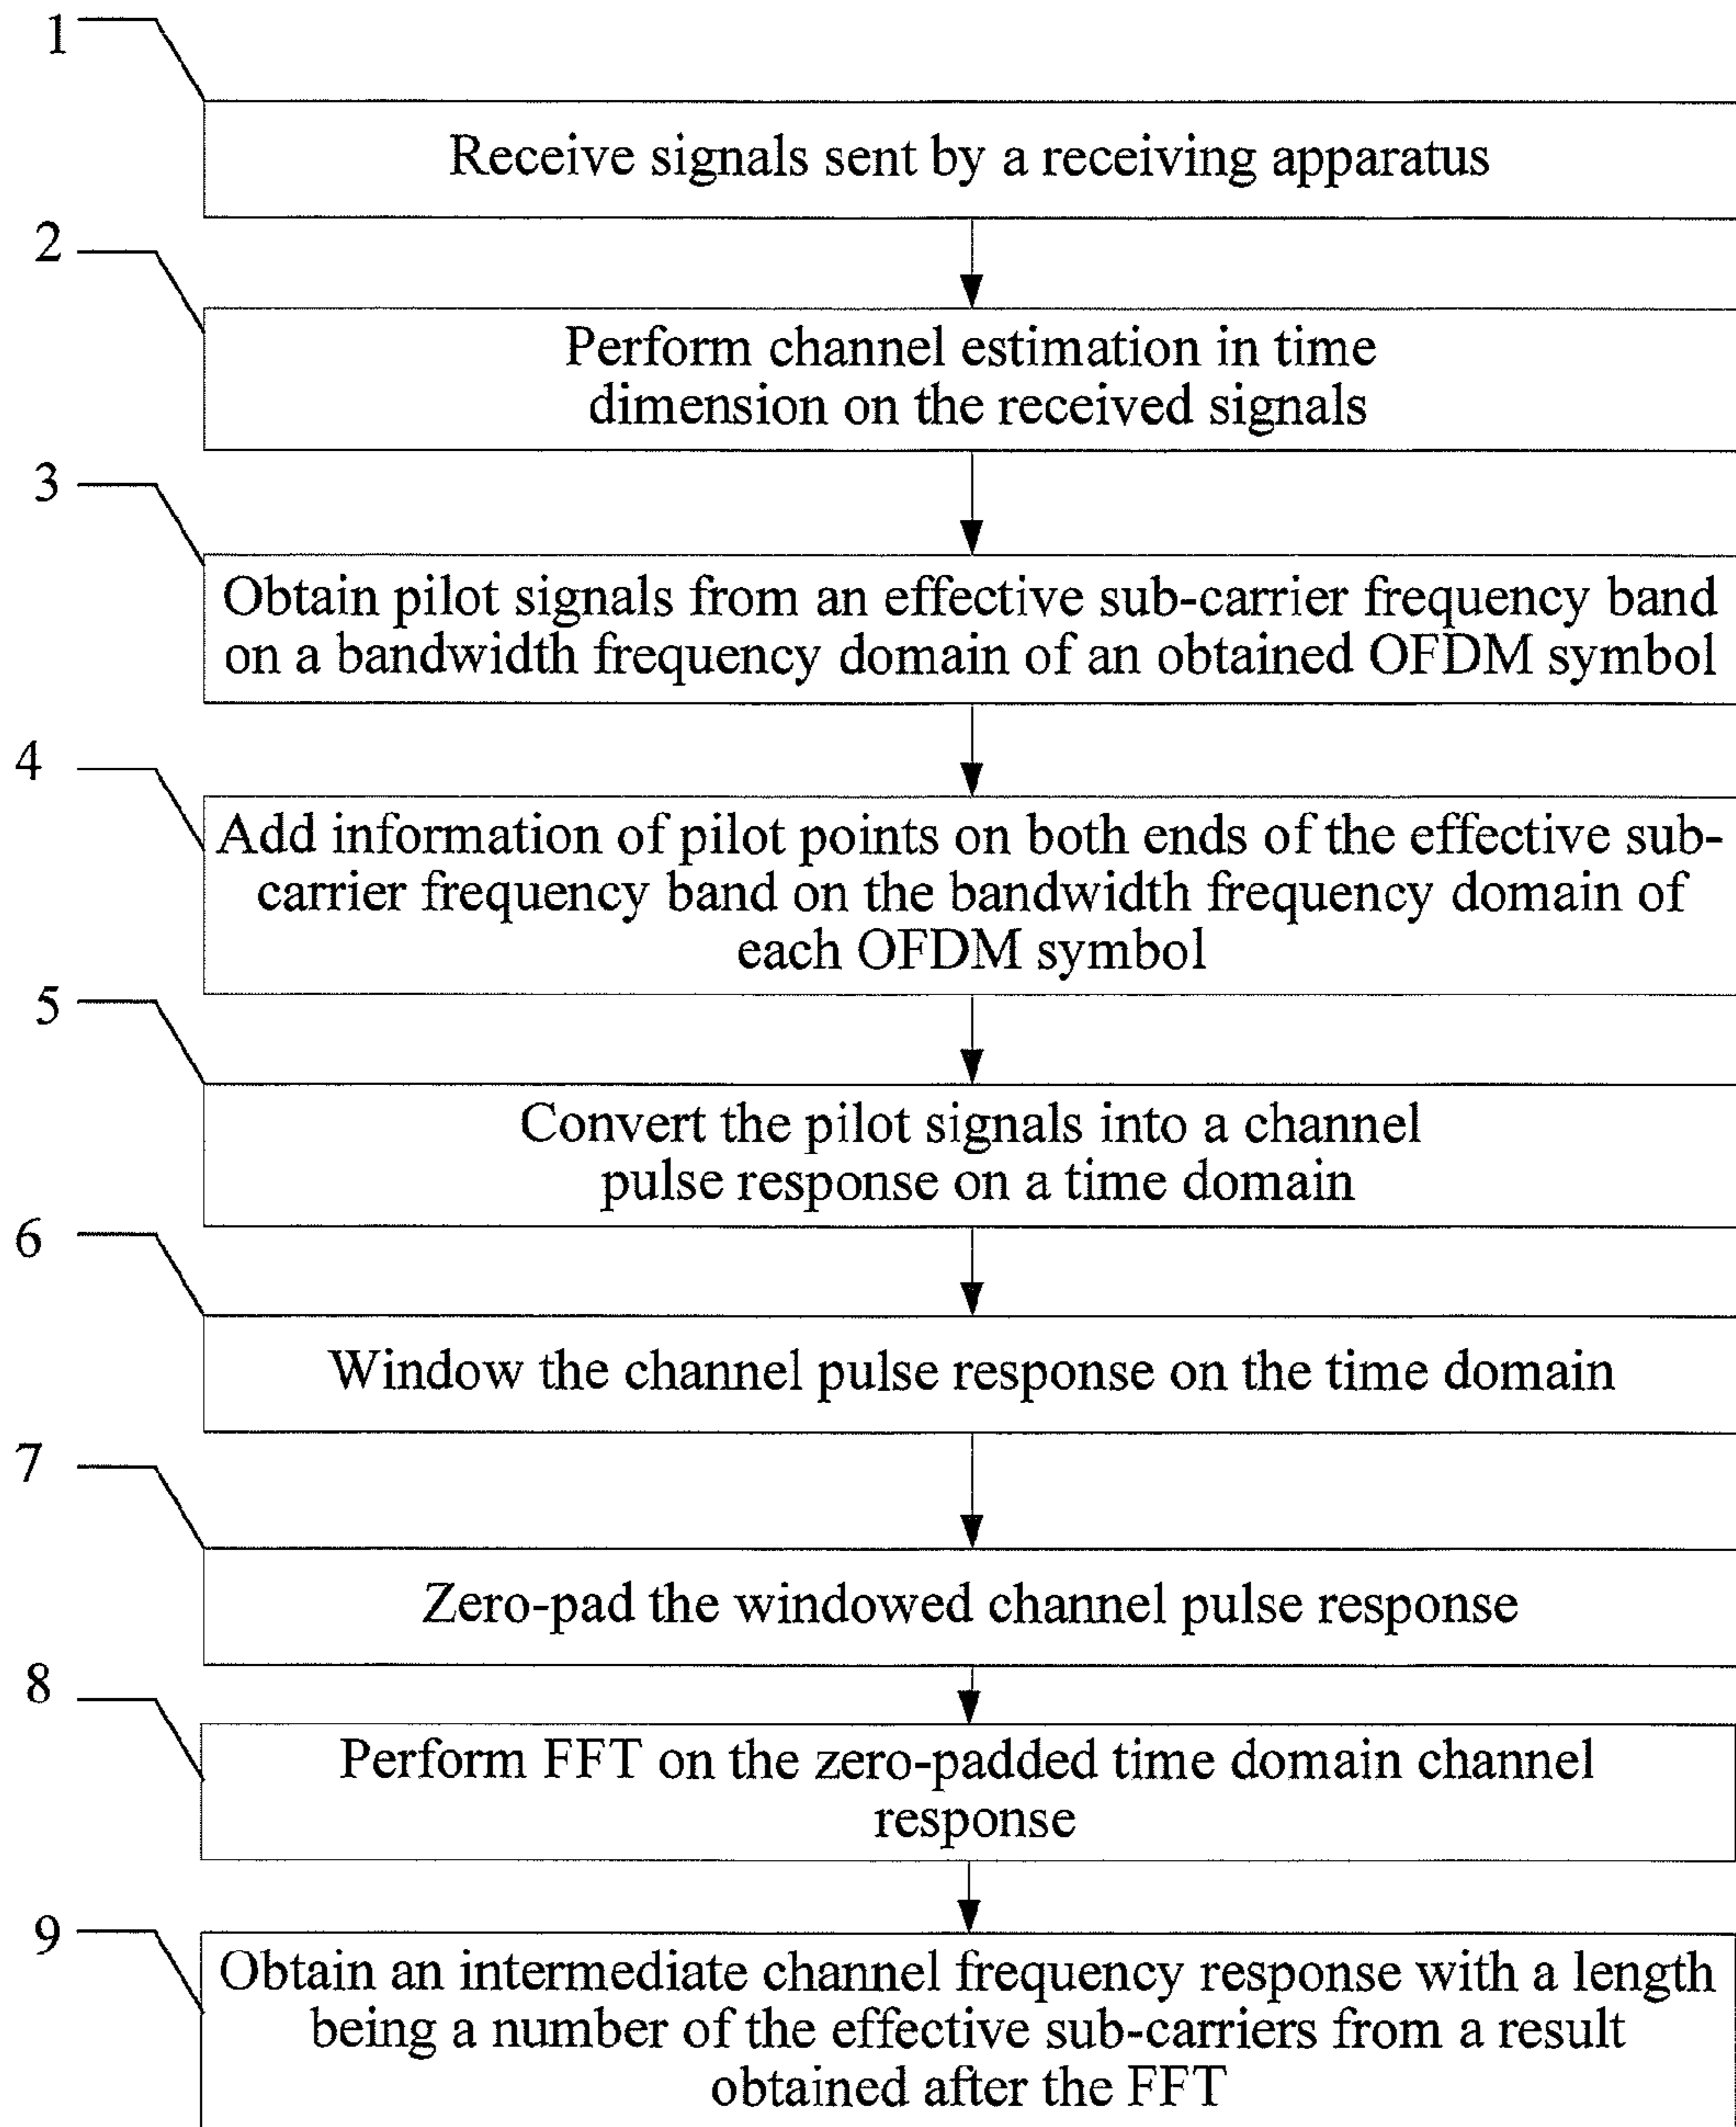 1
Receive signals sent by a receiving apparatus
2
Perform channel estimation in time
dimension on the received signals
3
Obtain pilot signals from an effective sub-carrier frequency band
on a bandwidth frequency domain of an obtained OFDM symbol
4
Add information of pilot points on both ends of the effective sub-
carrier frequency band on the bandwidth frequency domain of
each OFDM symbol
5
Convert the pilot signals into a channel
pulse response on a time domain
6
Window the channel pulse response on the time domain
7
Zero-pad the windowed channel pulse response
8
Perform FFT on the zero-padded time domain channel
response
9
Obtain an intermediate channel frequency response with a length
being a number of the effective sub-carriers from a result
obtained after the FFT